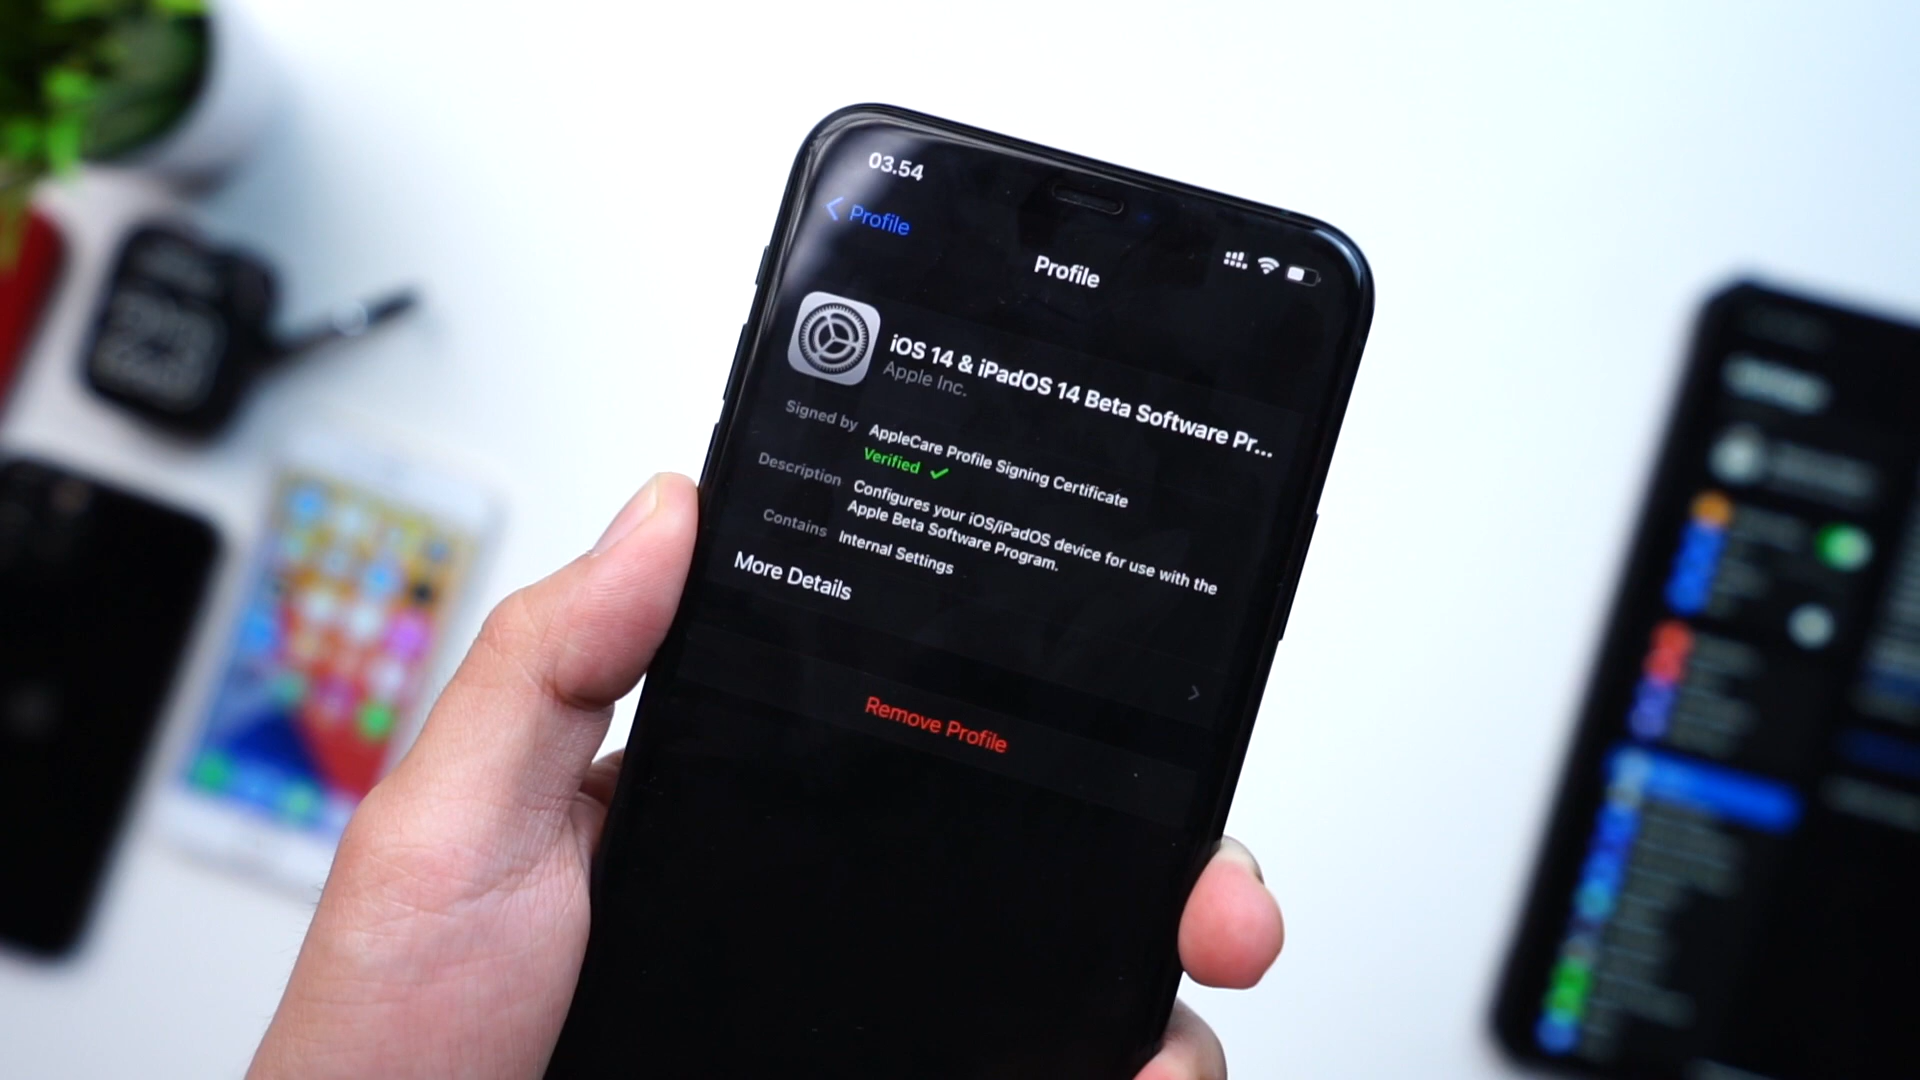 03.54
Profile
Profile
iOS 14 & iPadOS 14 Beta Software Pr...
Apple Inc.
Signed by AppleCare Profile Signing Certificate
Verified ✓
Description Configures your iOS/iPadOS device for use with the
Apple Beta Software Program.
Contains Internal Settings
More Details
Remove Profile